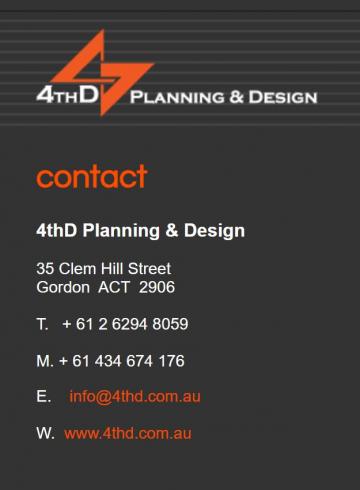 4THD PLANNING & DESIGN
contact
4thD Planning & Design
35 Clem Hill Street
Gordon ACT 2906
T. + 61 2 6294 8059
M. + 61 434 674 176
E. info@4thd.com.au
W. www.4thd.com.au